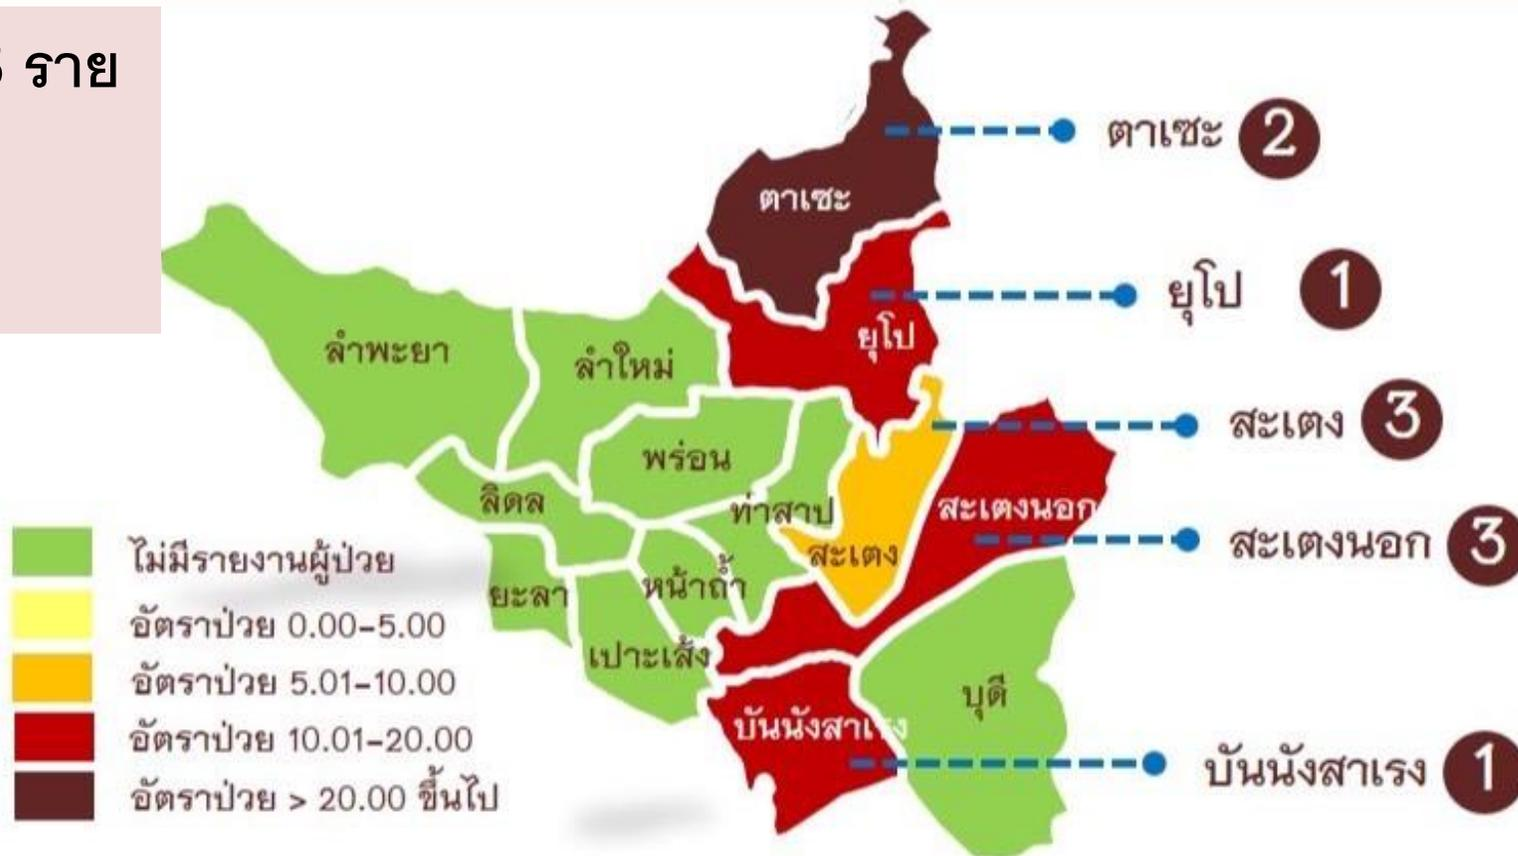 ราย
ตาเซะ 2
ตาเซะ
ยุโป 1
ยุโป
ลำพะยา
ลำใหม่
สะเตง 3
พร่อน
ลิดล
ท่าสาป
สะเตงนอก
สะเตง
สะเตงนอก 3
ยะลา
หน้าถ้ำ
เปาะเส้ง
บุดี
บันนังสาเรง
บันนังสาเรง 1
ไม่มีรายงานผู้ป่วย
อัตราป่วย 0.00-5.00
อัตราป่วย 5.01-10.00
อัตราป่วย 10.01-20.00
อัตราป่วย > 20.00 ขึ้นไป